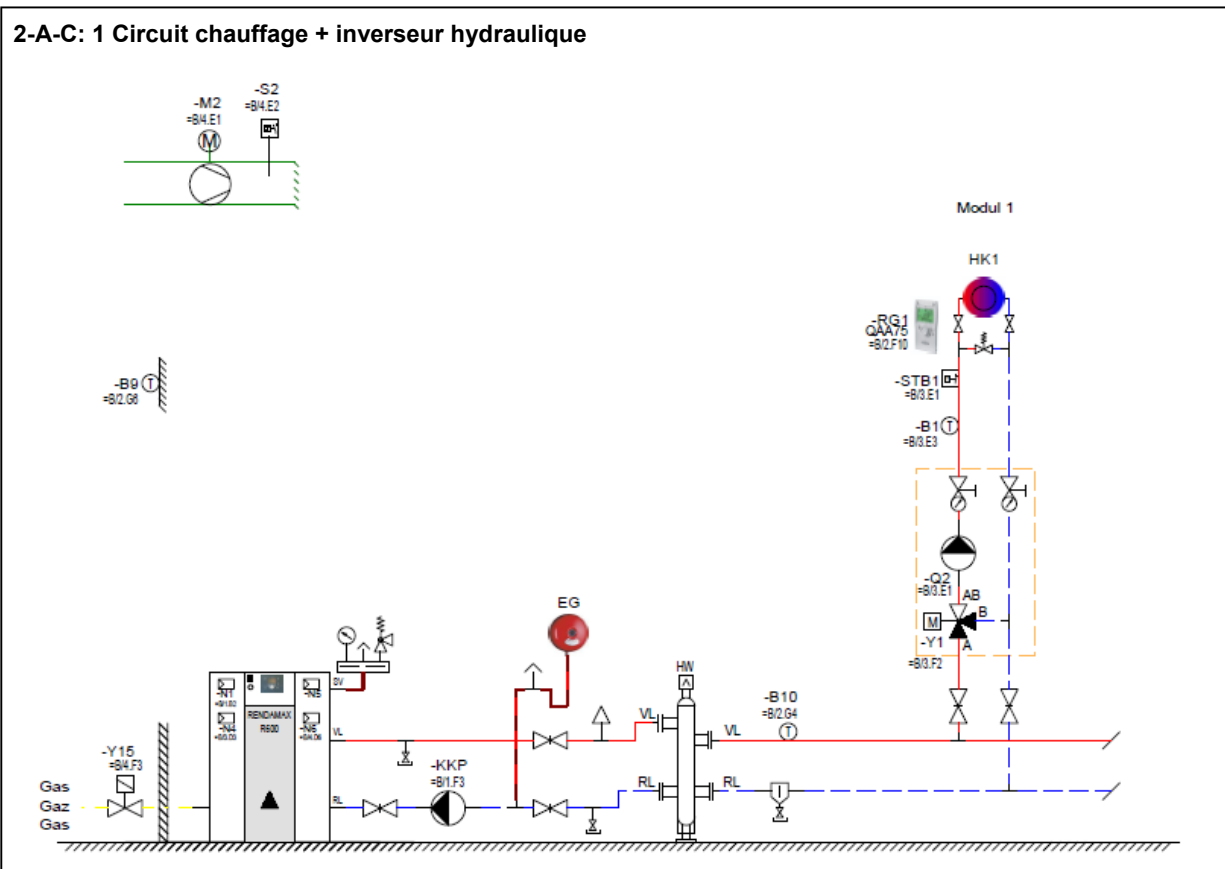 2-A-C: 1 Circuit chauffage + inverseur hydraulique
-S2
=B/4.E2
-M2
=B/4.E1
M
Modul 1
HK1
-RG1
QAA75
=B/2.F10
-B9 T
=B/2.G6
-STB1
=B/3.E1
-B1 T
=B/3.E3
-Q2
=B/3.E1
AB
B
M
-Y1
A
=B/3.F2
EG
HW
-N1
-N5
SV
RENDAMAX
R600
-N4
-N6
VL
VL
VL
-B10
=B/2.G4
T
-Y15
=B/4.F3
-KKP
=B/1.F3
RL
RL
RL
Gas
Gaz
Gas